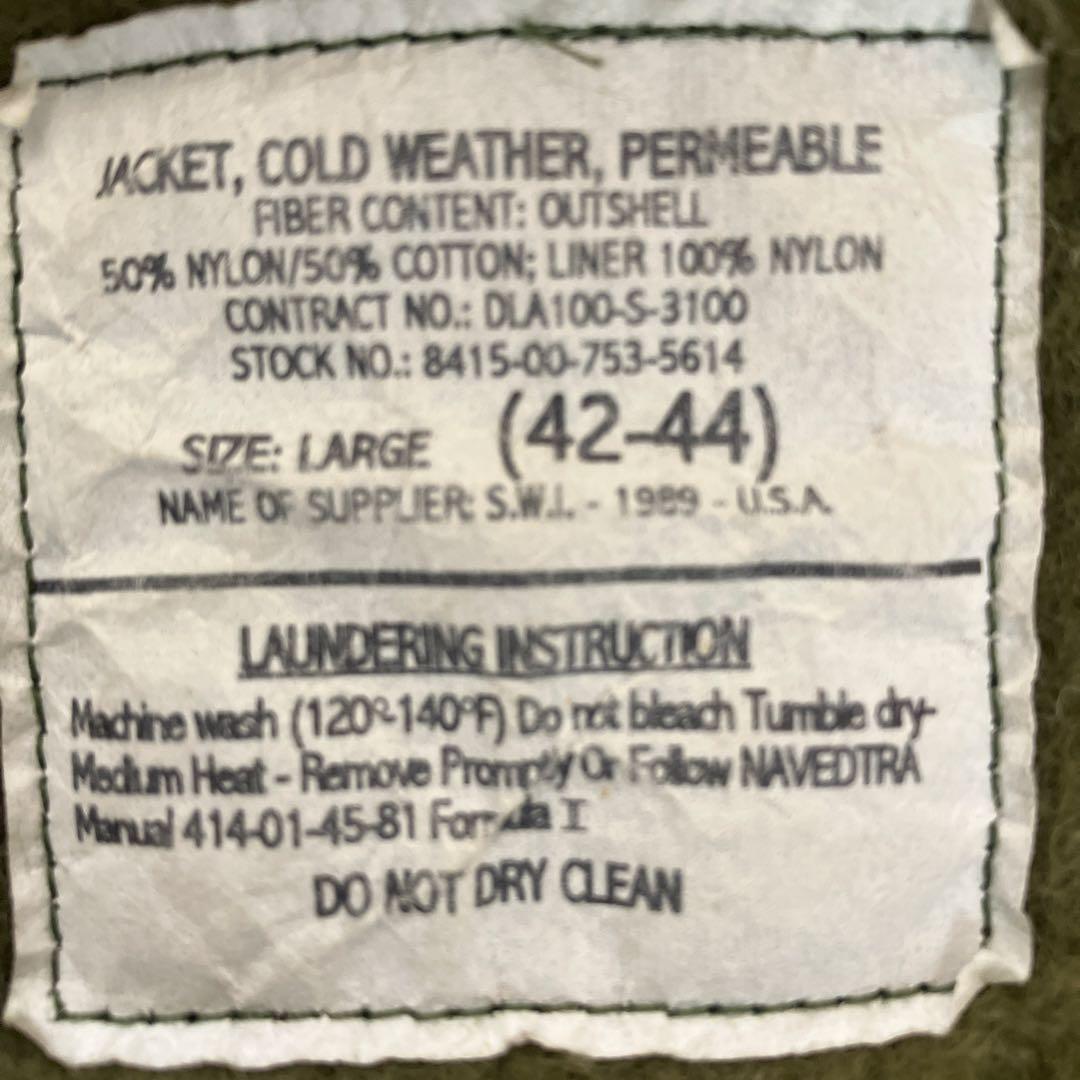 JACKET, COLD WEATHER, PERMEABLE
FIBER CONTENT: OUTSHELL
50% NYLON/50% COTTON; LINER 100% NYLON
CONTRACT NO.: DLA100-S-3100
STOCK NO.: 8415-00-753-5614
SIZE: LARGE (42-44)
NAME OF SUPPLIER: S.W.I. - 1989 - U.S.A.
LAUNDERING INSTRUCTION
Machine wash (120°-140°F) Do not bleach Tumble dry-
Medium Heat - Remove Promptly Or Follow NAVEDTRA
Manual 414-01-45-81 Formula I
DO NOT DRY CLEAN